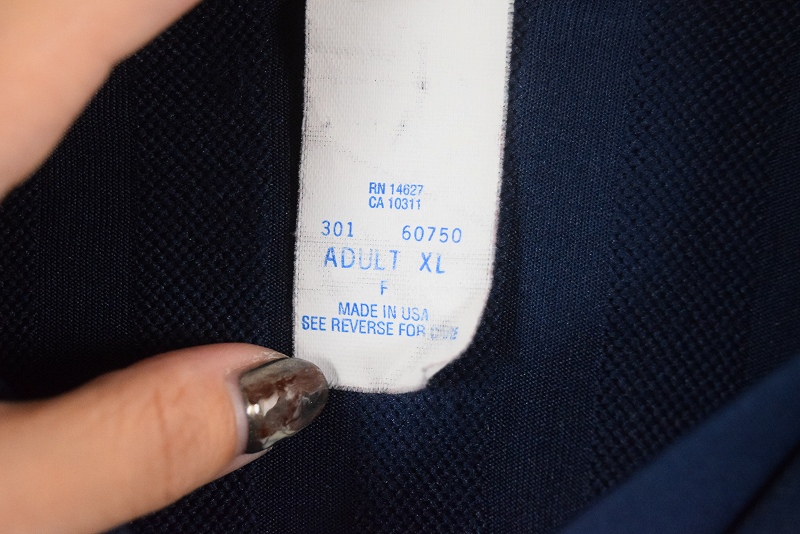 RN 14627
CA 10311
301 60750
ADULT XL
F
MADE IN USA
SEE REVERSE FOR